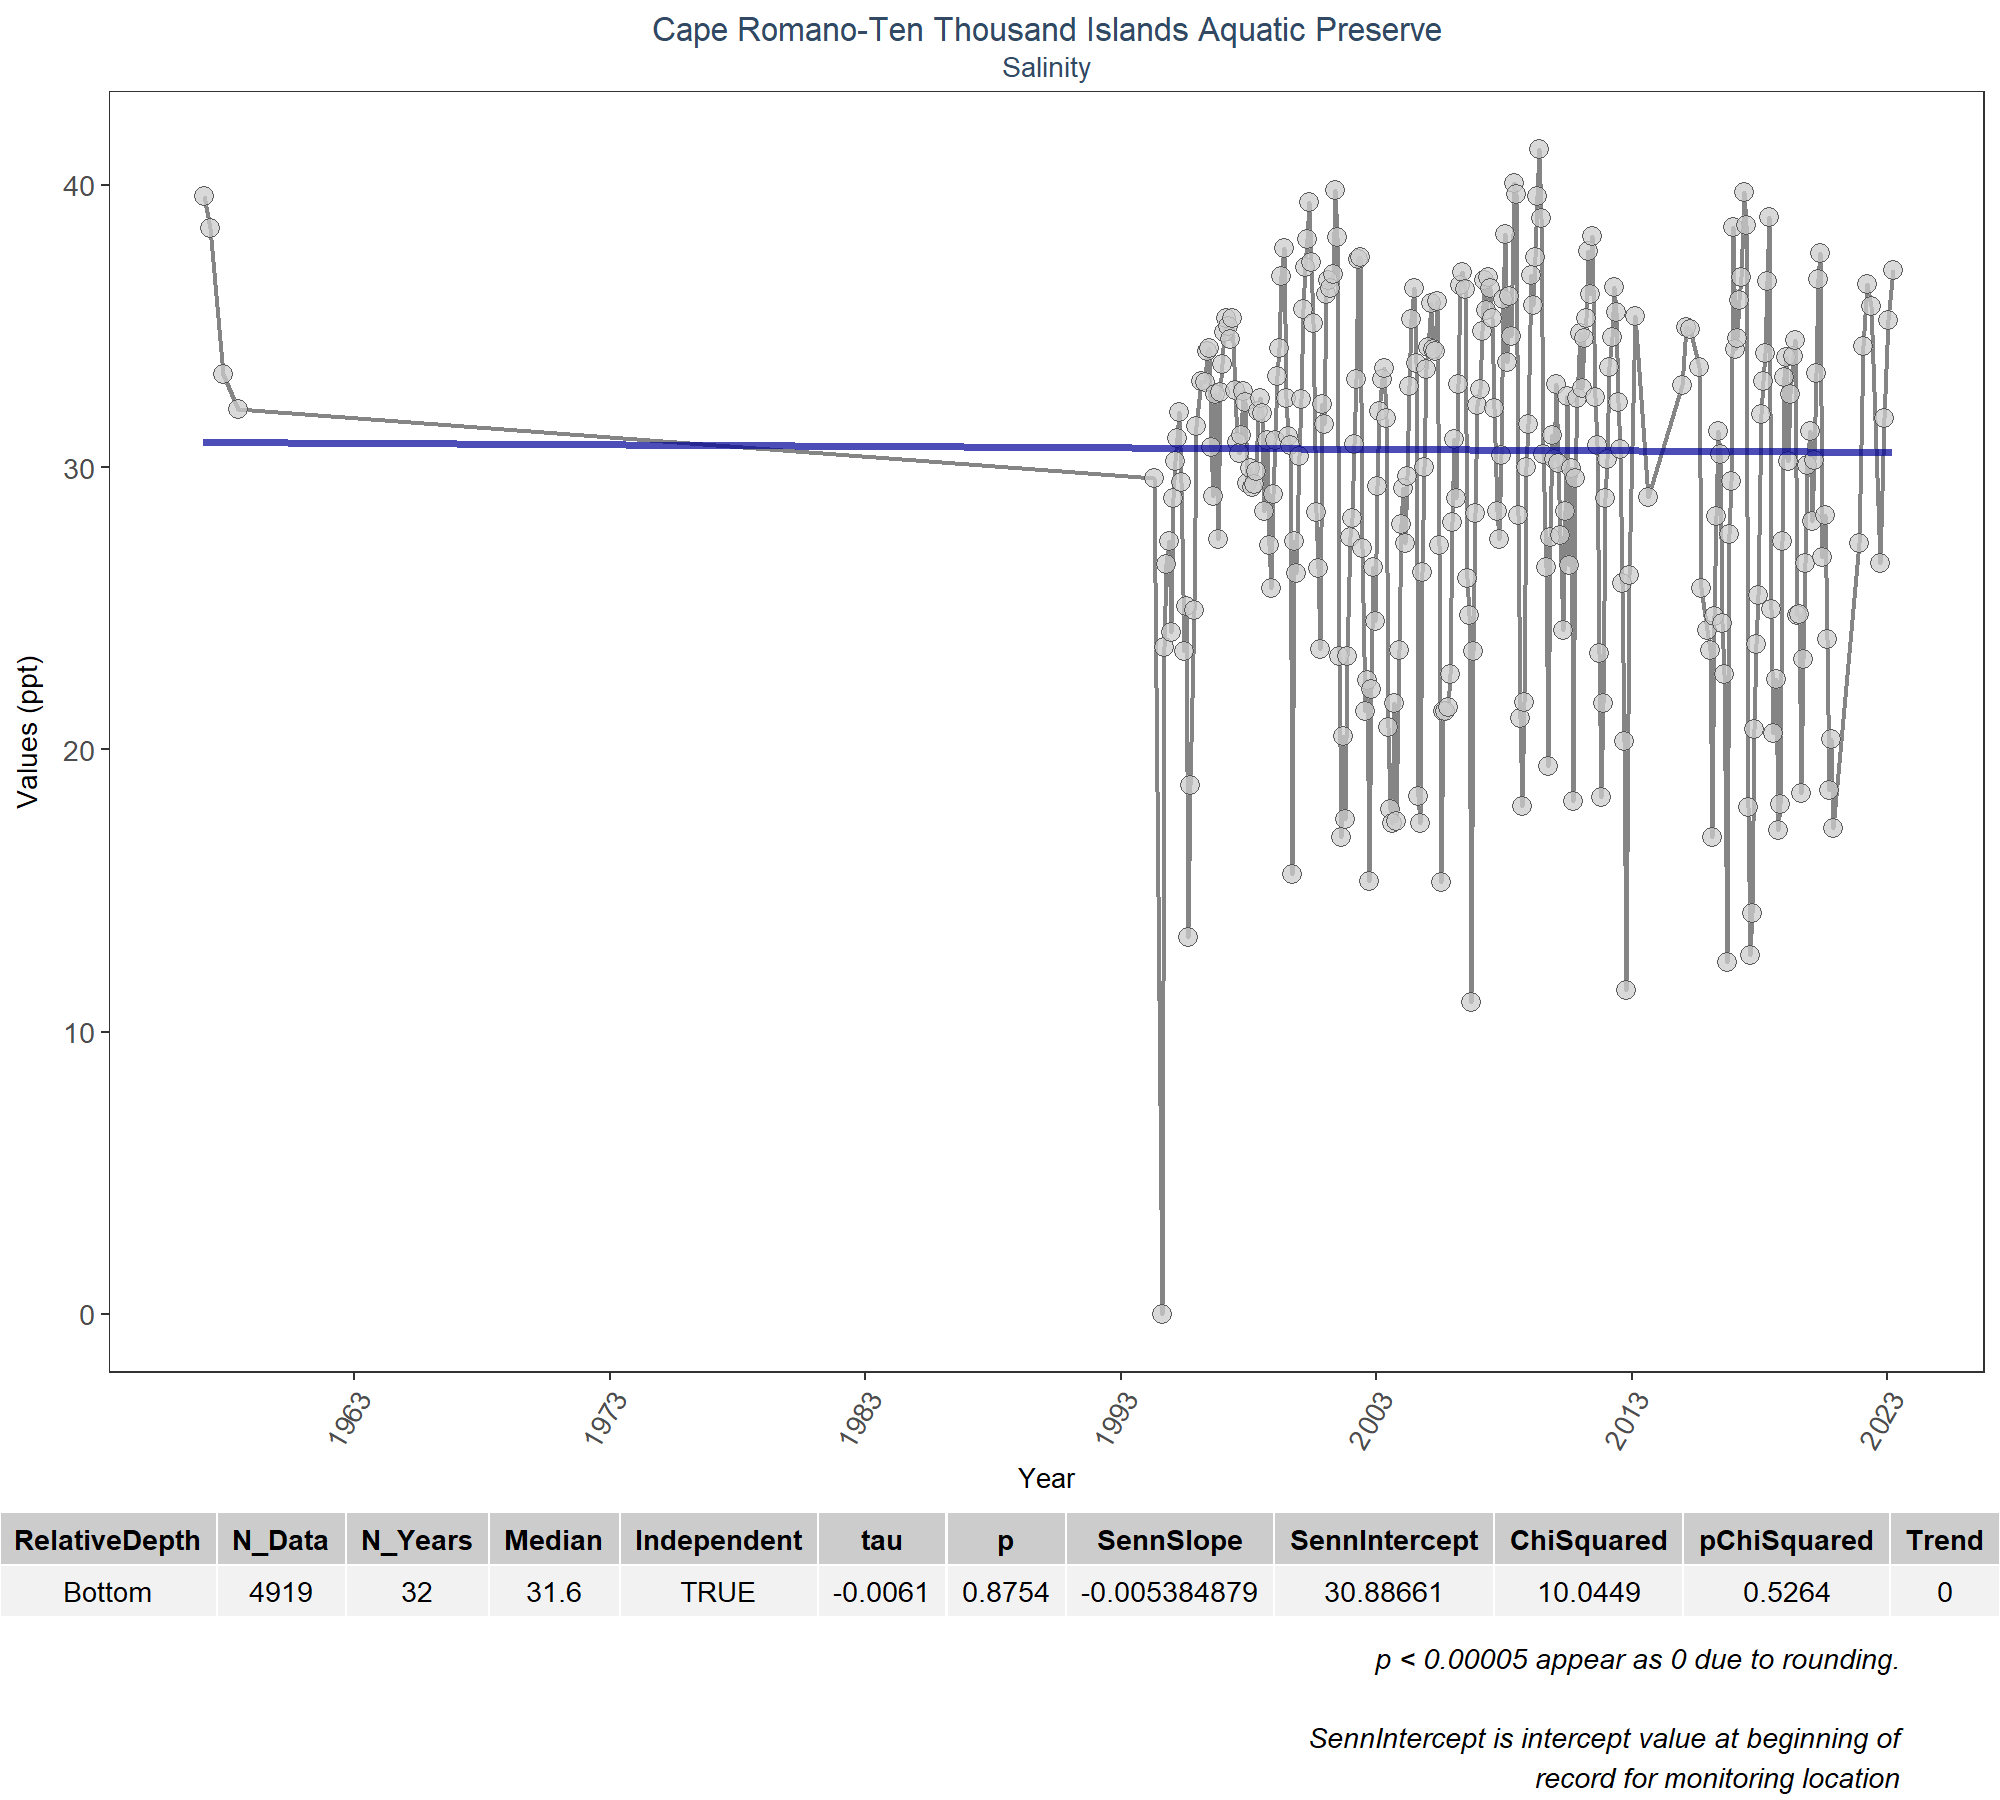 Cape Romano-Ten Thousand Islands Aquatic Preserve
Salinity
Values (ppt)
40
30
20
10
0
1963 1973 1983 1993 2003 2013 2023
Year
RelativeDepth N_Data N_Years Median Independent tau p SennSlope SennIntercept ChiSquared pChiSquared Trend
Bottom 4919 32 31.6 TRUE -0.0061 0.8754 -0.005384879 30.88661 10.0449 0.5264 0
p < 0.00005 appear as 0 due to rounding.
SennIntercept is intercept value at beginning of
record for monitoring location